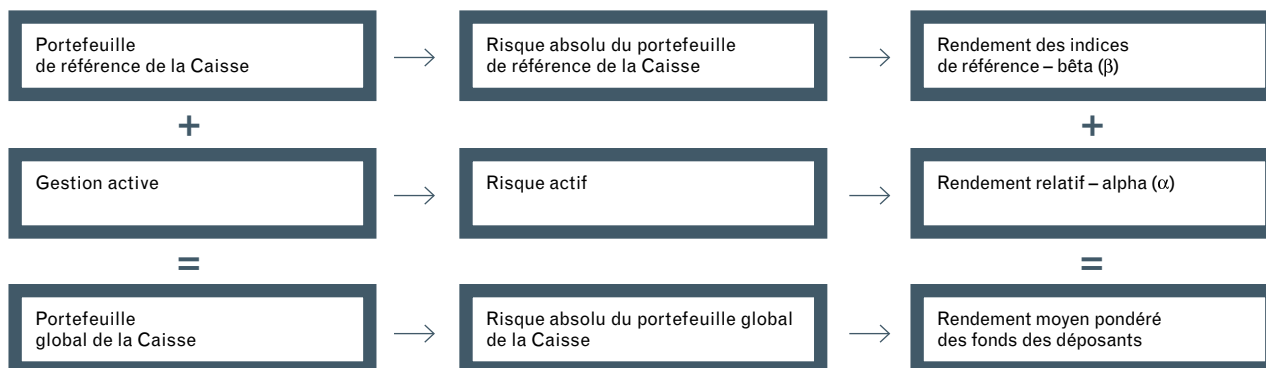 Portefeuille
de référence de la Caisse
Risque absolu du portefeuille
de référence de la Caisse
Rendement des indices
de référence – bêta (β)
+
+
Gestion active
Risque actif
Rendement relatif – alpha (α)
=
=
Portefeuille
global de la Caisse
Risque absolu du portefeuille global
de la Caisse
Rendement moyen pondéré
des fonds des déposants